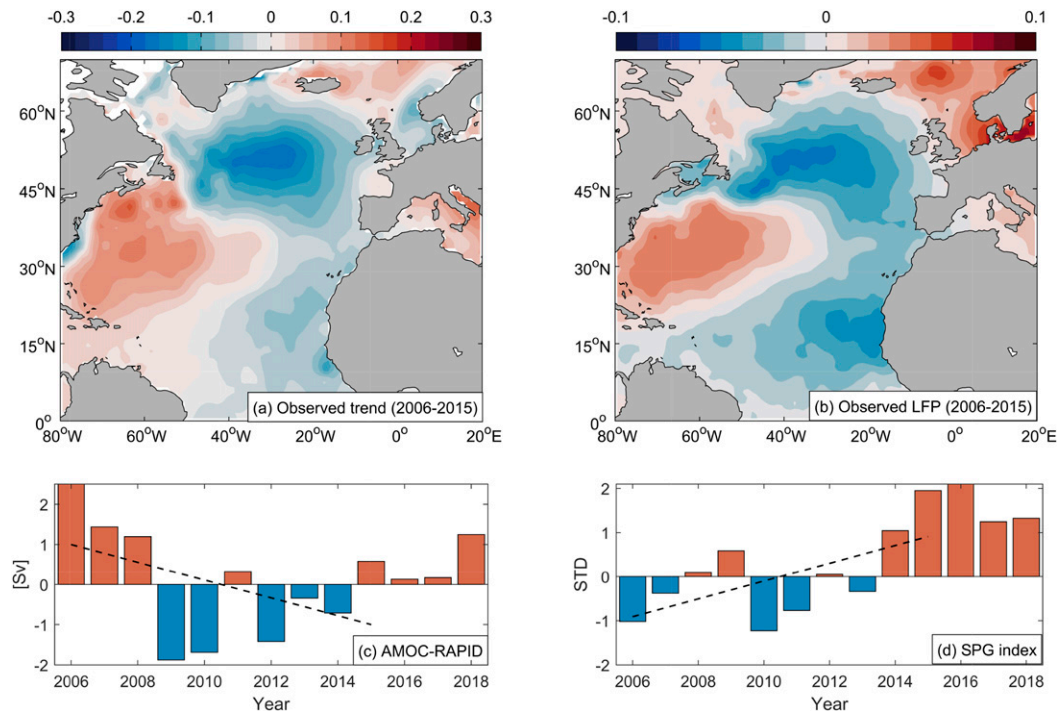 -0.3 -0.2 -0.1 0 0.1 0.2 0.3
-0.1 0 0.1
60°N
45°N
30°N
15°N
0°
80°W 60°W 40°W 20°W 0° 20°E
(a) Observed trend (2006-2015)
60°N
45°N
30°N
15°N
0°
80°W 60°W 40°W 20°W 0° 20°E
(b) Observed LFP (2006-2015)
2
1
0
-1
-2
[Sv]
2006 2008 2010 2012 2014 2016 2018
Year
(c) AMOC-RAPID
2
1
0
-1
-2
STD
2006 2008 2010 2012 2014 2016 2018
Year
(d) SPG index